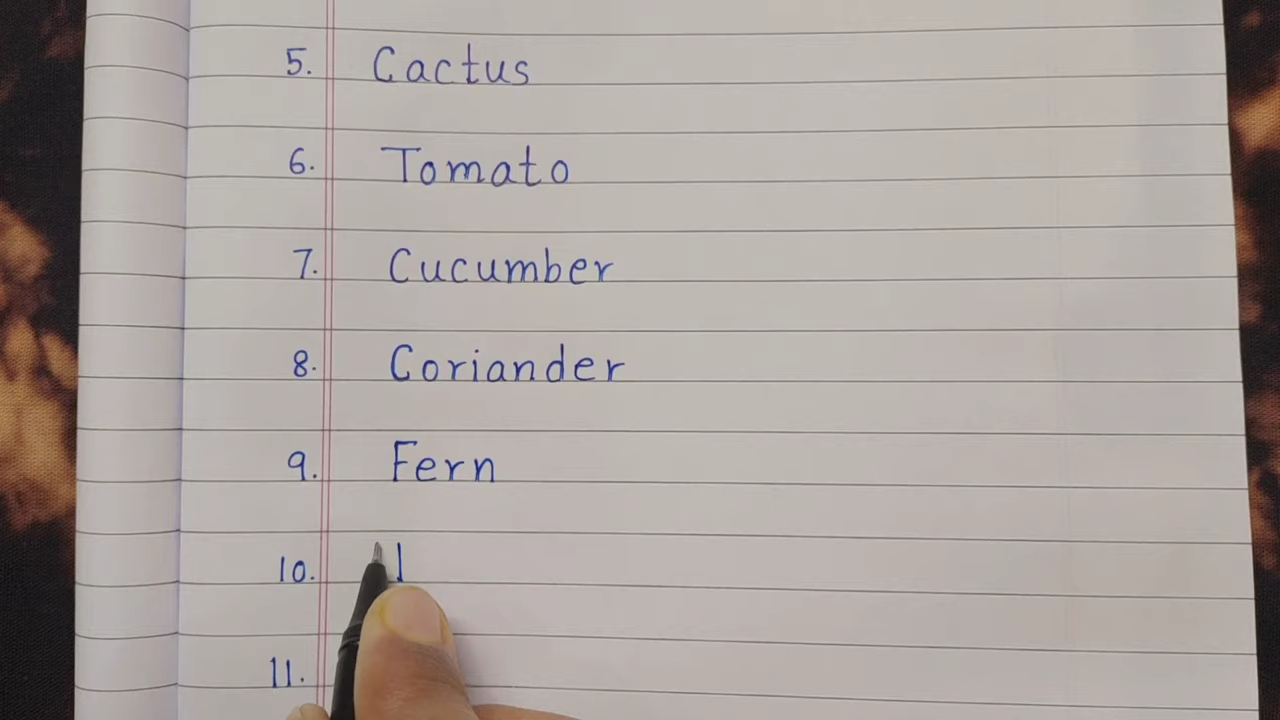 5. Cactus
6. Tomato
7. Cucumber
8. Coriander
9. Fern
10.
11.